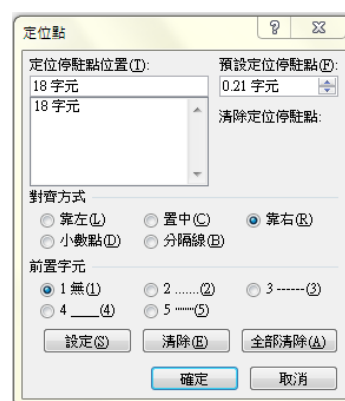 定位點
定位停駐點位置(T):
預設定位停駐點(F):
18 字元
0.21 字元
18 字元
清除定位停駐點:
對齊方式
靠左(L)
置中(C)
靠右(R)
小數點(D)
分隔線(B)
前置字元
1 無(1)
2 .......(2)
3 ------(3)
4 ____(4)
5 ┈┈(5)
設定(S)
清除(E)
全部清除(A)
確定
取消